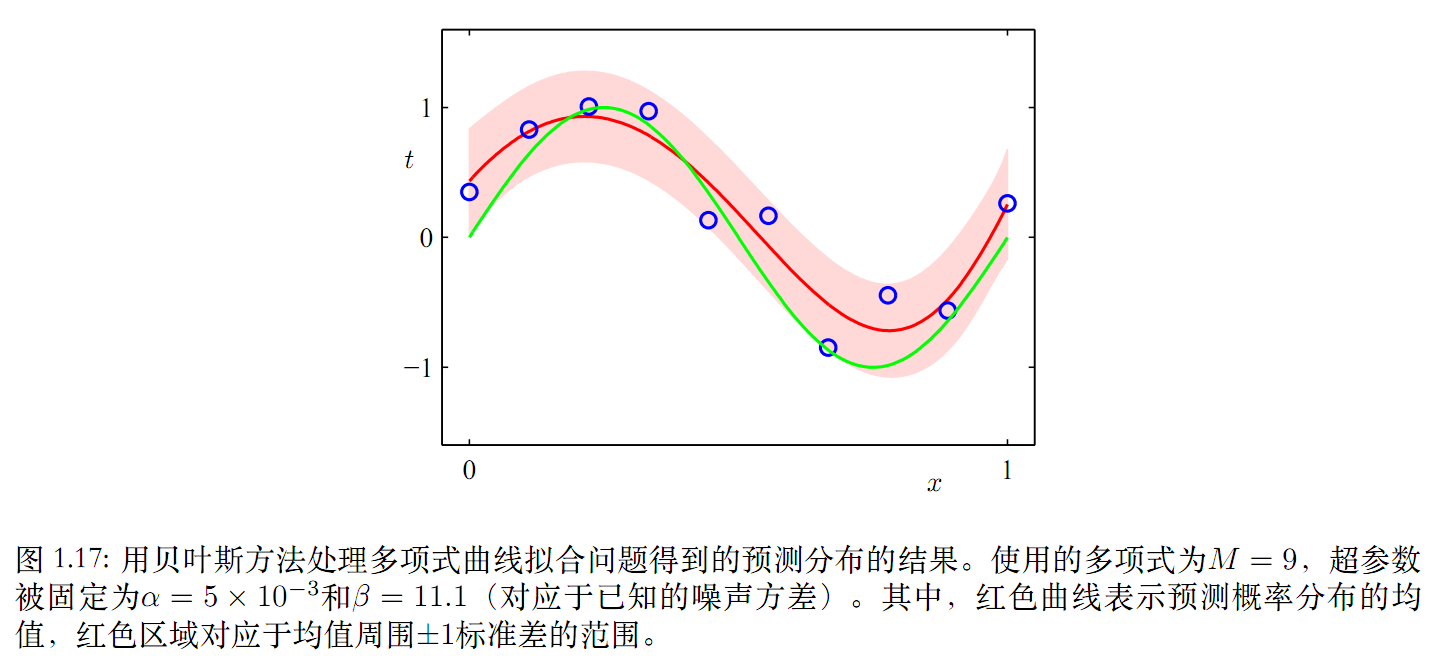 1
t
0
−1
0
x
1
图 1.17: 用贝叶斯方法处理多项式曲线拟合问题得到的预测分布的结果。使用的多项式为M = 9，超参数
被固定为α = 5 × 10⁻³和β = 11.1（对应于已知的噪声方差）。其中，红色曲线表示预测概率分布的均
值，红色区域对应于均值周围±1标准差的范围。